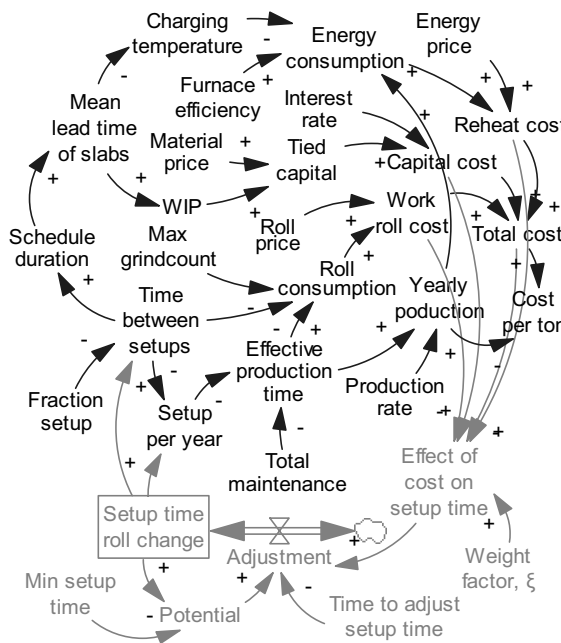 Charging
temperature
Energy
consumption
Energy
price
Furnace
efficiency
Mean
lead time
of slabs
Interest
rate
Reheat cost
Material
price
Tied
capital
Capital cost
WIP
Roll
price
Work
roll cost
Total cost
Schedule
duration
Max
grindcount
Roll
consumption
Yearly
poduction
Cost
per ton
Time
between
setups
Effective
production
time
Fraction
setup
Setup
per year
Production
rate
Total
maintenance
Effect of
cost on
setup time
Setup time
roll change
Adjustment
Weight
factor, ξ
Min setup
time
Potential
Time to adjust
setup time